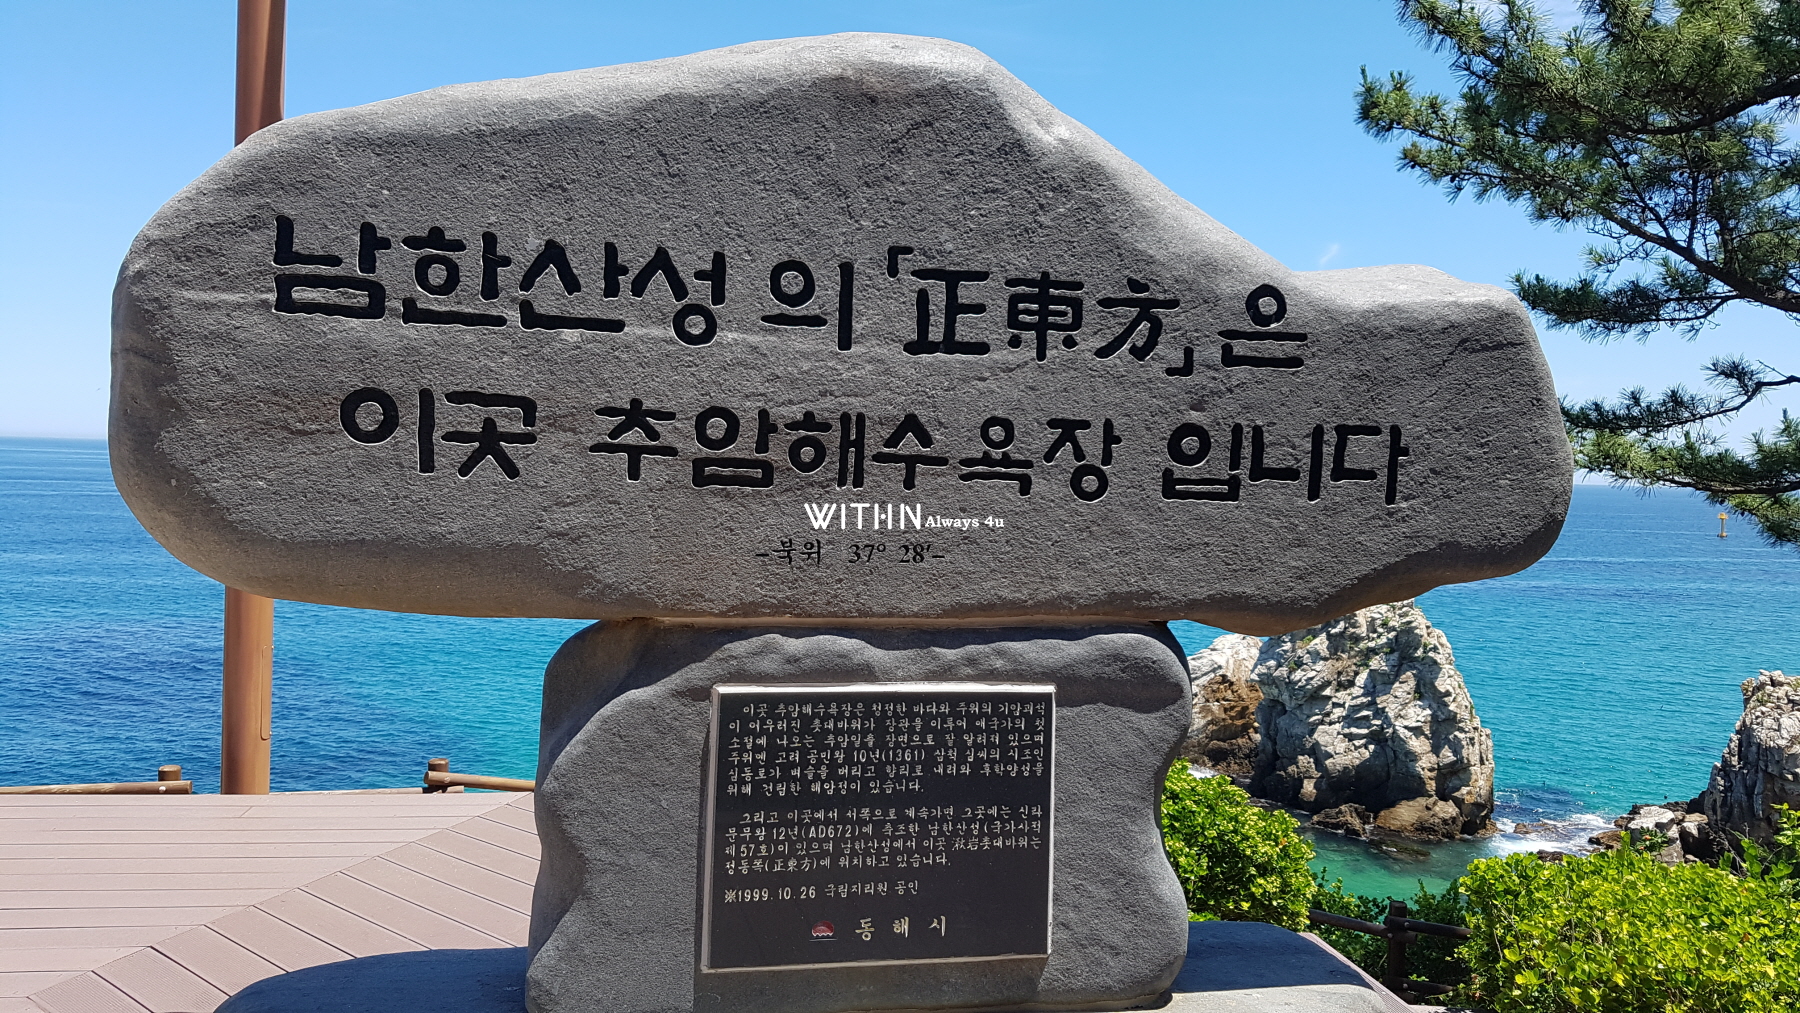 남한산성의 「正東方」은
이곳 추암해수욕장 입니다
WITHN Always 4u
-북위 37° 28′-
이곳 추암해수욕장은 청정한 바다와 주위의 기암괴석
이 어우러진 촛대바위가 장관을 이루며 애국가의 첫
소절에 나오는 추암일출 장면으로 잘 알려져 있으며
주위엔 고려 공민왕 10년(1361) 삼척 심씨의 시조인
심동로가 벼슬을 버리고 향리로 내려와 후학양성을
위해 건립한 해암정이 있습니다.
그리고 이곳에서 서쪽으로 계속가면 그곳에는 신라
문무왕 12년(AD672)에 축조한 남한산성(국가사적
제57호)이 있으며 남한산성에서 이곳 湫岩촛대바위는
정동쪽(正東方)에 위치하고 있습니다.
※1999.10.26 국립지리원 공인
동해시